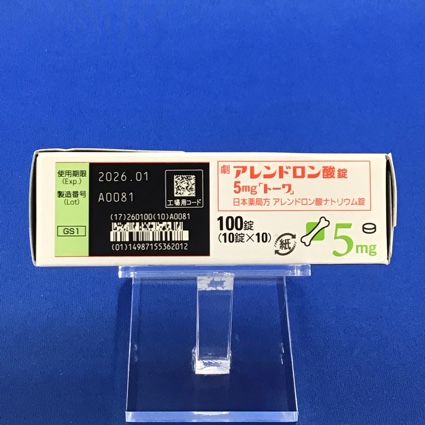 使用期限
(Exp.)
2026.01
製造番号
(Lot)
A0081
工場用コード
GS1
(17)260100(10)A0081
(01)14987155362012
劇 アレンドロン酸錠
5mg「トーワ」
日本薬局方 アレンドロン酸ナトリウム錠
100錠
(10錠×10)
紙
5mg